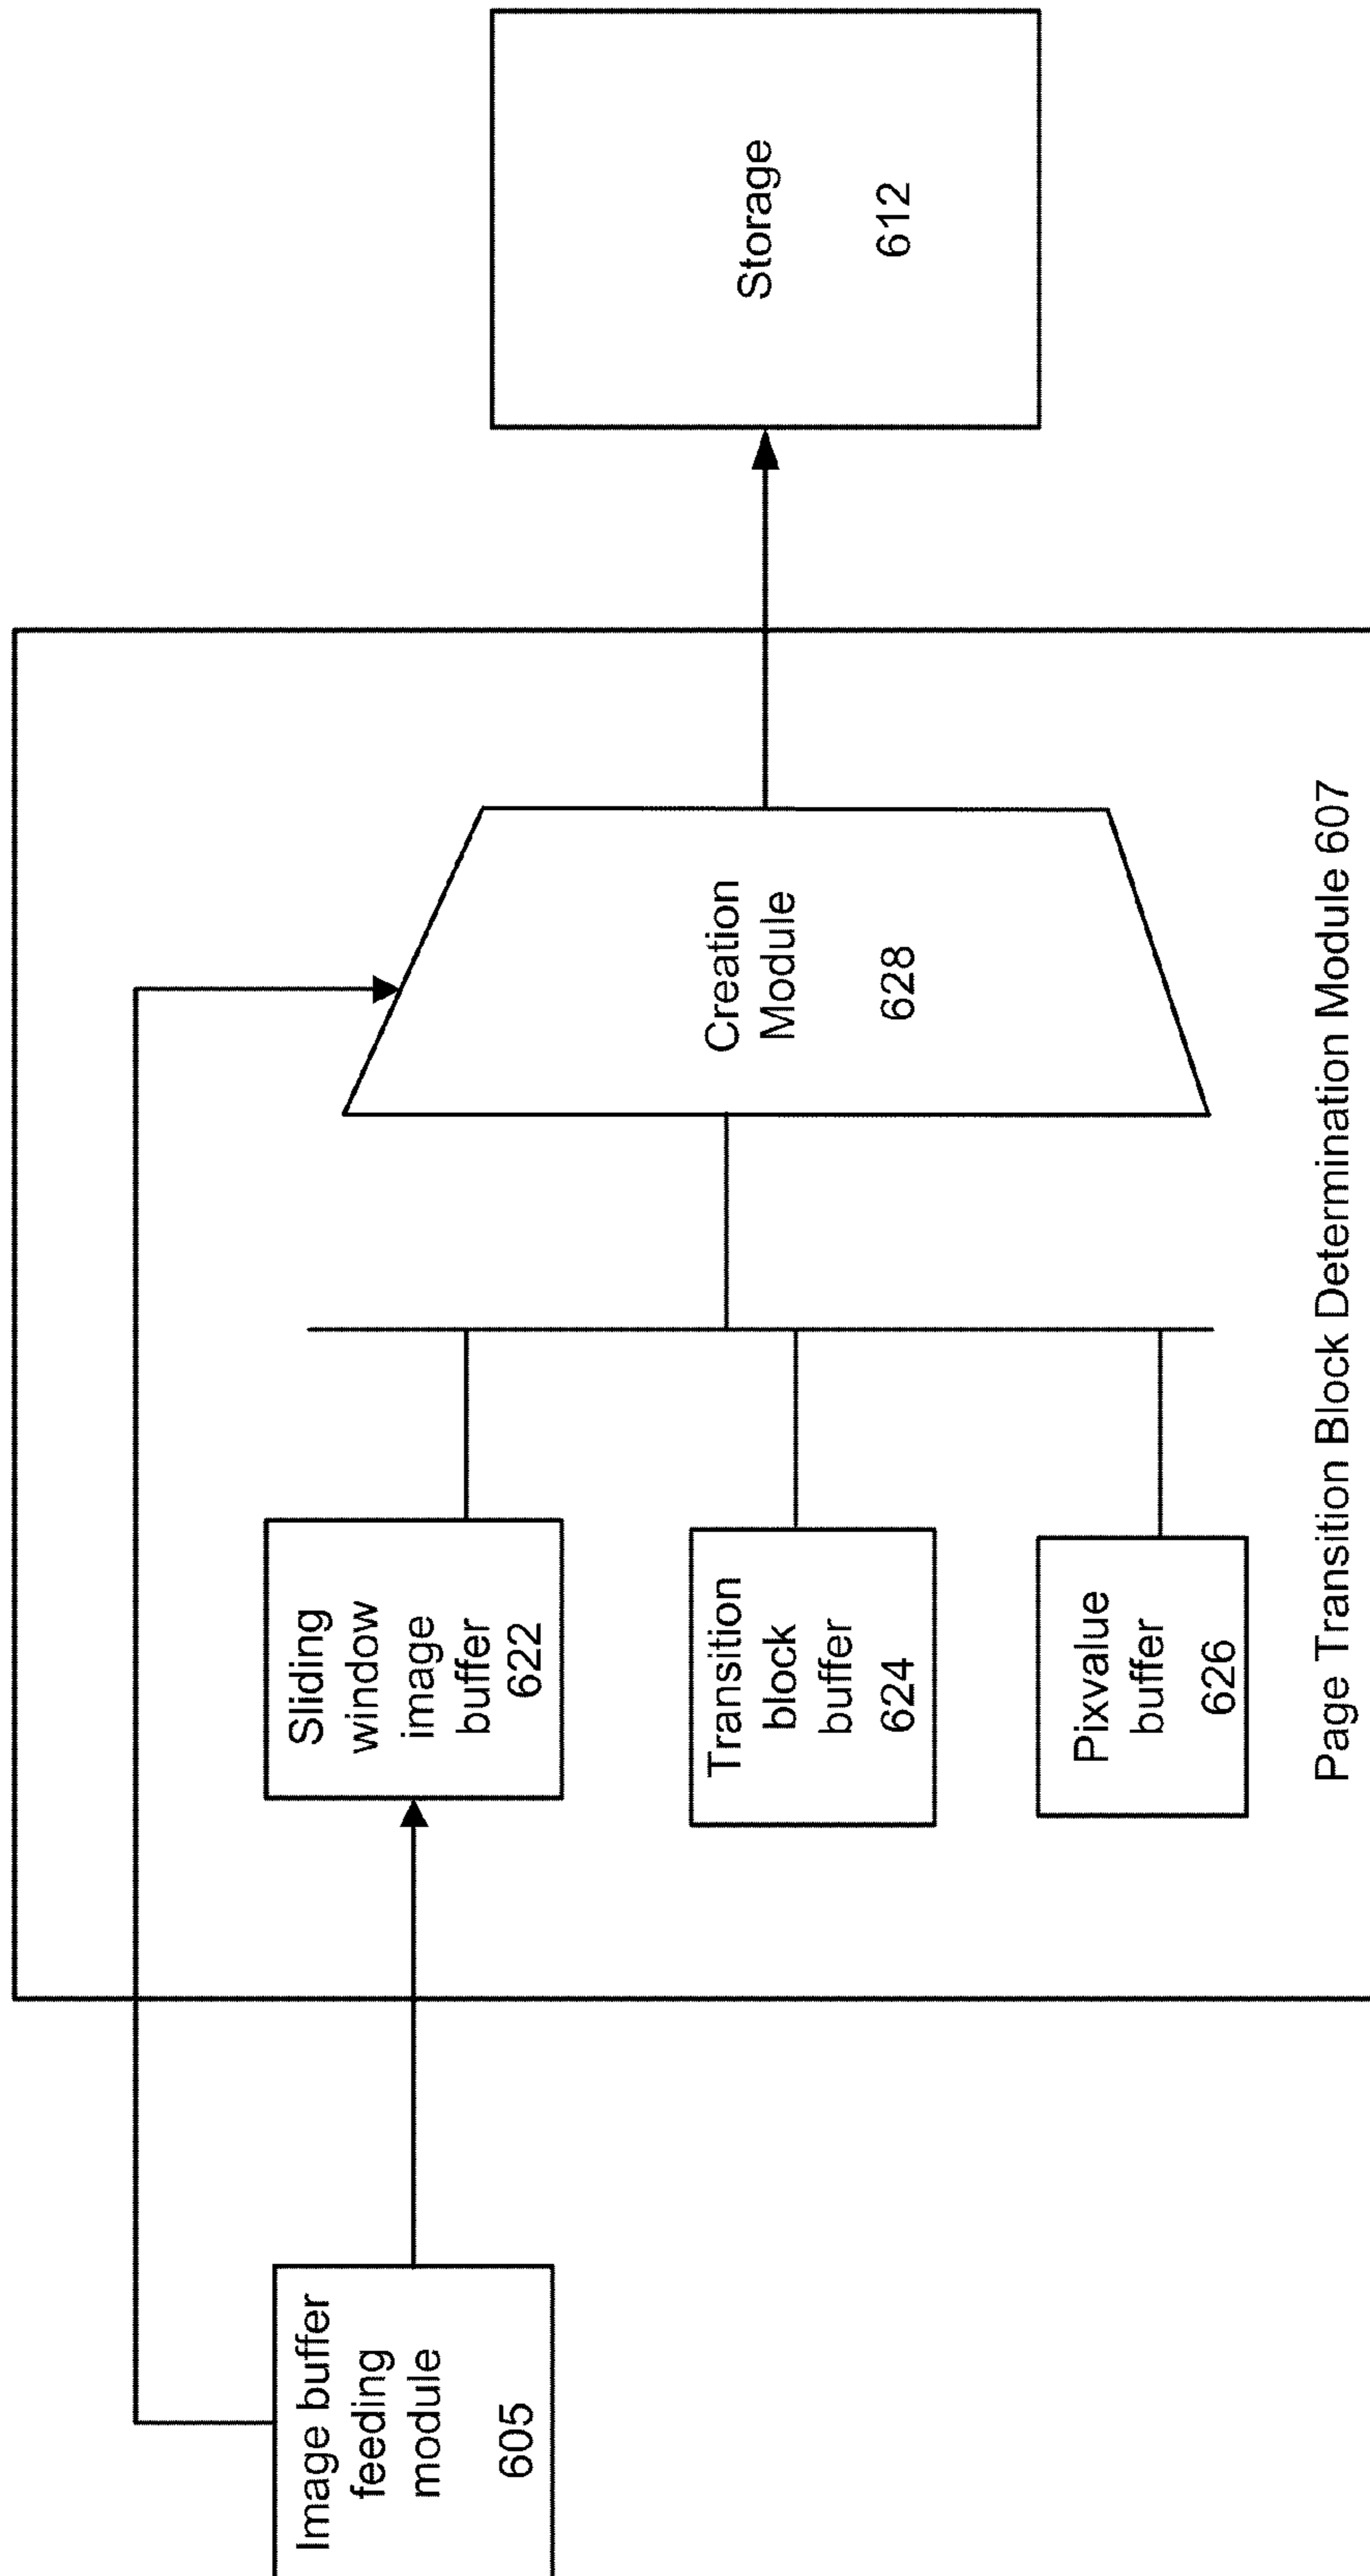 Image buffer
feeding
module
605
Sliding
window
image
buffer
622
Transition
block
buffer
624
Pixvalue
buffer
626
Creation
Module
628
Storage
612
Page Transition Block Determination Module 607